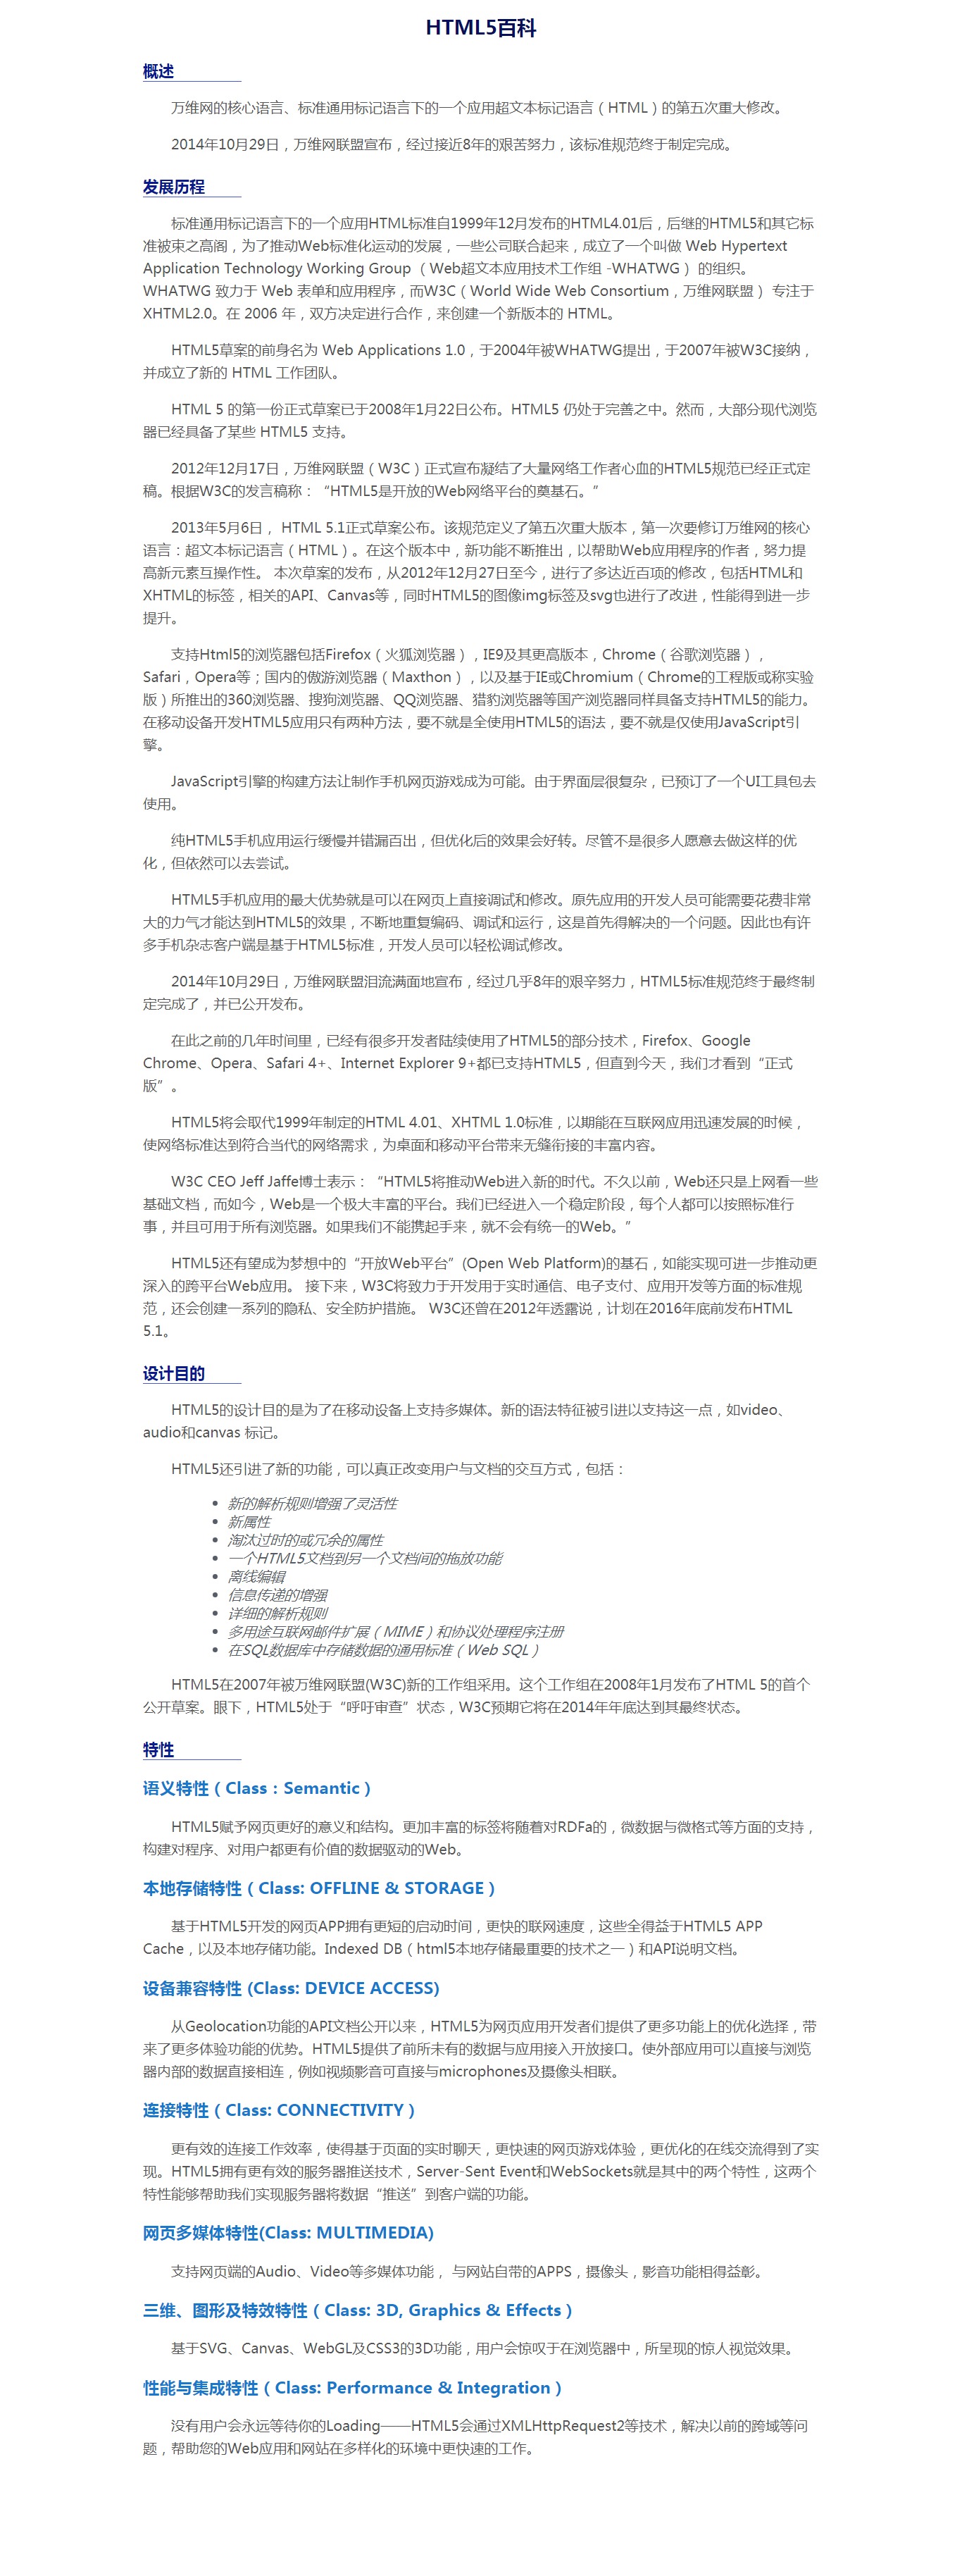 HTML5百科
概述
万维网的核心语言、标准通用标记语言下的一个应用超文本标记语言（HTML）的第五次重大修改。
2014年10月29日，万维网联盟宣布，经过接近8年的艰苦努力，该标准规范终于制定完成。
发展历程
标准通用标记语言下的一个应用HTML标准自1999年12月发布的HTML4.01后，后继的HTML5和其它标
准被束之高阁，为了推动Web标准化运动的发展，一些公司联合起来，成立了一个叫做 Web Hypertext
Application Technology Working Group （ Web超文本应用技术工作组 -WHATWG ） 的组织。
WHATWG 致力于 Web 表单和应用程序，而W3C（ World Wide Web Consortium，万维网联盟 ） 专注于
XHTML2.0。在 2006 年，双方决定进行合作，来创建一个新版本的 HTML。
HTML5草案的前身名为 Web Applications 1.0，于2004年被WHATWG提出，于2007年被W3C接纳，
并成立了新的 HTML 工作团队。
HTML 5 的第一份正式草案已于2008年1月22日公布。HTML5 仍处于完善之中。然而，大部分现代浏览
器已经具备了某些 HTML5 支持。
2012年12月17日，万维网联盟（W3C）正式宣布凝结了大量网络工作者心血的HTML5规范已经正式定
稿。根据W3C的发言稿称：“HTML5是开放的Web网络平台的奠基石。”
2013年5月6日， HTML 5.1正式草案公布。该规范定义了第五次重大版本，第一次要修订万维网的核心
语言：超文本标记语言（HTML）。在这个版本中，新功能不断推出，以帮助Web应用程序的作者，努力提
高新元素互操作性。 本次草案的发布，从2012年12月27日至今，进行了多达近百项的修改，包括HTML和
XHTML的标签，相关的API、Canvas等，同时HTML5的图像img标签及svg也进行了改进，性能得到进一步
提升。
支持Html5的浏览器包括Firefox（火狐浏览器），IE9及其更高版本，Chrome（谷歌浏览器），
Safari，Opera等；国内的傲游浏览器（Maxthon），以及基于IE或Chromium（Chrome的工程版或称实验
版）所推出的360浏览器、搜狗浏览器、QQ浏览器、猎豹浏览器等国产浏览器同样具备支持HTML5的能力。
在移动设备开发HTML5应用只有两种方法，要不就是全使用HTML5的语法，要不就是仅使用JavaScript引
擎。
JavaScript引擎的构建方法让制作手机网页游戏成为可能。由于界面层很复杂，已预订了一个UI工具包去
使用。
纯HTML5手机应用运行缓慢并错漏百出，但优化后的效果会好转。尽管不是很多人愿意去做这样的优
化，但依然可以去尝试。
HTML5手机应用的最大优势就是可以在网页上直接调试和修改。原先应用的开发人员可能需要花费非常
大的力气才能达到HTML5的效果，不断地重复编码、调试和运行，这是首先得解决的一个问题。因此也有许
多手机杂志客户端是基于HTML5标准，开发人员可以轻松调试修改。
2014年10月29日，万维网联盟泪流满面地宣布，经过几乎8年的艰辛努力，HTML5标准规范终于最终制
定完成了，并已公开发布。
在此之前的几年时间里，已经有很多开发者陆续使用了HTML5的部分技术，Firefox、Google
Chrome、Opera、Safari 4+、Internet Explorer 9+都已支持HTML5，但直到今天，我们才看到“正式
版”。
HTML5将会取代1999年制定的HTML 4.01、XHTML 1.0标准，以期能在互联网应用迅速发展的时候，
使网络标准达到符合当代的网络需求，为桌面和移动平台带来无缝衔接的丰富内容。
W3C CEO Jeff Jaffe博士表示：“HTML5将推动Web进入新的时代。不久以前，Web还只是上网看一些
基础文档，而如今，Web是一个极大丰富的平台。我们已经进入一个稳定阶段，每个人都可以按照标准行
事，并且可用于所有浏览器。如果我们不能携起手来，就不会有统一的Web。”
HTML5还有望成为梦想中的“开放Web平台”(Open Web Platform)的基石，如能实现可进一步推动更
深入的跨平台Web应用。 接下来，W3C将致力于开发用于实时通信、电子支付、应用开发等方面的标准规
范，还会创建一系列的隐私、安全防护措施。 W3C还曾在2012年透露说，计划在2016年底前发布HTML
5.1。
设计目的
HTML5的设计目的是为了在移动设备上支持多媒体。新的语法特征被引进以支持这一点，如video、
audio和canvas 标记。
HTML5还引进了新的功能，可以真正改变用户与文档的交互方式，包括：
• 新的解析规则增强了灵活性
• 新属性
• 淘汰过时的或冗余的属性
• 一个HTML5文档到另一个文档间的拖放功能
• 离线编辑
• 信息传递的增强
• 详细的解析规则
• 多用途互联网邮件扩展（MIME）和协议处理程序注册
• 在SQL数据库中存储数据的通用标准（Web SQL）
HTML5在2007年被万维网联盟(W3C)新的工作组采用。这个工作组在2008年1月发布了HTML 5的首个
公开草案。眼下，HTML5处于“呼吁审查”状态，W3C预期它将在2014年年底达到其最终状态。
特性
语义特性（Class：Semantic）
HTML5赋予网页更好的意义和结构。更加丰富的标签将随着对RDFa的，微数据与微格式等方面的支持，
构建对程序、对用户都更有价值的数据驱动的Web。
本地存储特性（Class: OFFLINE & STORAGE）
基于HTML5开发的网页APP拥有更短的启动时间，更快的联网速度，这些全得益于HTML5 APP
Cache，以及本地存储功能。Indexed DB（html5本地存储最重要的技术之一）和API说明文档。
设备兼容特性 (Class: DEVICE ACCESS)
从Geolocation功能的API文档公开以来，HTML5为网页应用开发者们提供了更多功能上的优化选择，带
来了更多体验功能的优势。HTML5提供了前所未有的数据与应用接入开放接口。使外部应用可以直接与浏览
器内部的数据直接相连，例如视频影音可直接与microphones及摄像头相联。
连接特性（Class: CONNECTIVITY）
更有效的连接工作效率，使得基于页面的实时聊天，更快速的网页游戏体验，更优化的在线交流得到了实
现。HTML5拥有更有效的服务器推送技术，Server-Sent Event和WebSockets就是其中的两个特性，这两个
特性能够帮助我们实现服务器将数据“推送”到客户端的功能。
网页多媒体特性(Class: MULTIMEDIA)
支持网页端的Audio、Video等多媒体功能， 与网站自带的APPS，摄像头，影音功能相得益彰。
三维、图形及特效特性（Class: 3D, Graphics & Effects）
基于SVG、Canvas、WebGL及CSS3的3D功能，用户会惊叹于在浏览器中，所呈现的惊人视觉效果。
性能与集成特性（Class: Performance & Integration）
没有用户会永远等待你的Loading——HTML5会通过XMLHttpRequest2等技术，解决以前的跨域等问
题，帮助您的Web应用和网站在多样化的环境中更快速的工作。